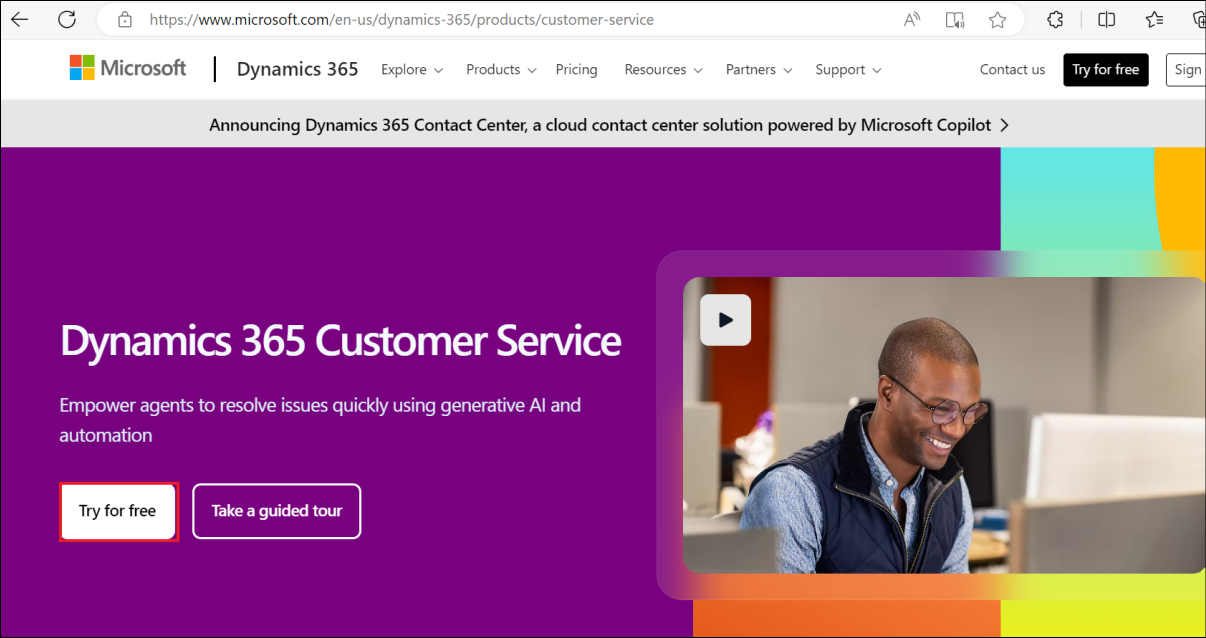 https://www.microsoft.com/en-us/dynamics-365/products/customer-service
Microsoft Dynamics 365 Explore Products Pricing Resources Partners Support Contact us Try for free Sign
Announcing Dynamics 365 Contact Center, a cloud contact center solution powered by Microsoft Copilot
Dynamics 365 Customer Service
Empower agents to resolve issues quickly using generative AI and
automation
Try for free Take a guided tour